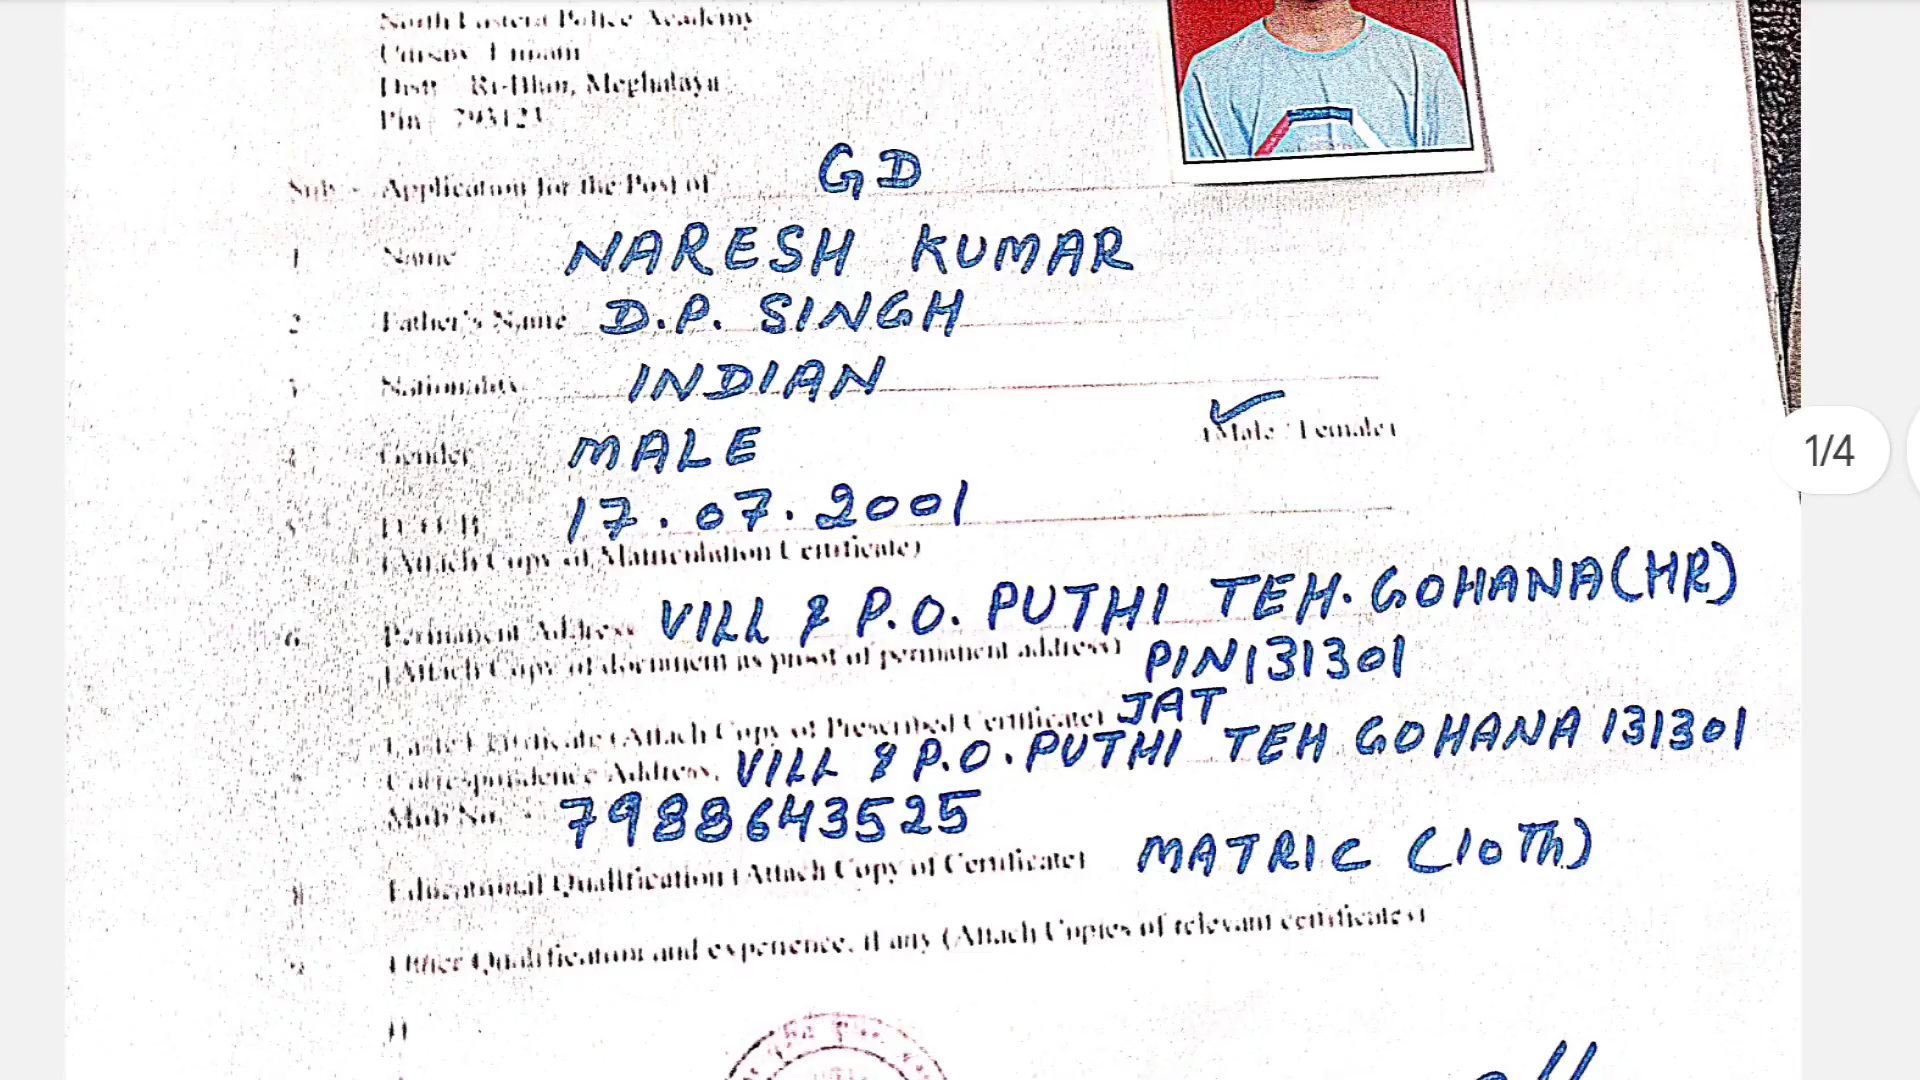 North Eastern Police Academy
Umsaw, Umiam
Distt Ri-Bhoi, Meghalaya
Pin 793123
Sub :- Application for the Post of GD
1 Name NARESH KUMAR
2 Father's Name D.P. SINGH
3 Nationality INDIAN
4 Gender MALE (Male / Female)
5 D.O.B 17.07.2001
(Attach Copy of Matriculation Certificate)
6. Permanent Address VILL & P.O. PUTHI TEH. GOHANA (HR)
(Attach Copy of document as proof of permanent address) PIN 131301
Caste Certificate (Attach Copy of Prescribed Certificate) JAT
Correspondence Address, VILL & P.O. PUTHI TEH GOHANA 131301
Mob No. 7988643525
8 Educational Qualification (Attach Copy of Certificate) MATRIC (10Th)
9. Other Qualification and experience, if any (Attach Copies of relevant certificates)
1)
1/4